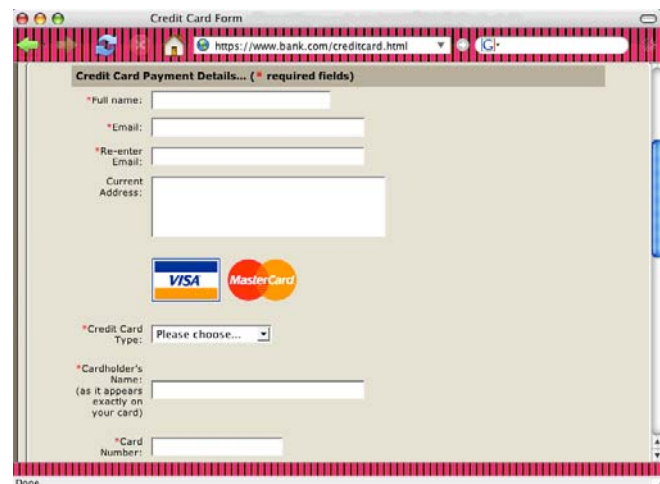 Credit Card Form
https://www.bank.com/creditcard.html
G
Credit Card Payment Details... (* required fields)
*Full name:
*Email:
*Re-enter
Email:
Current
Address:
VISA
MasterCard
*Credit Card
Type:
Please choose...
*Cardholder's
Name:
(as it appears
exactly on
your card)
*Card
Number:
Done